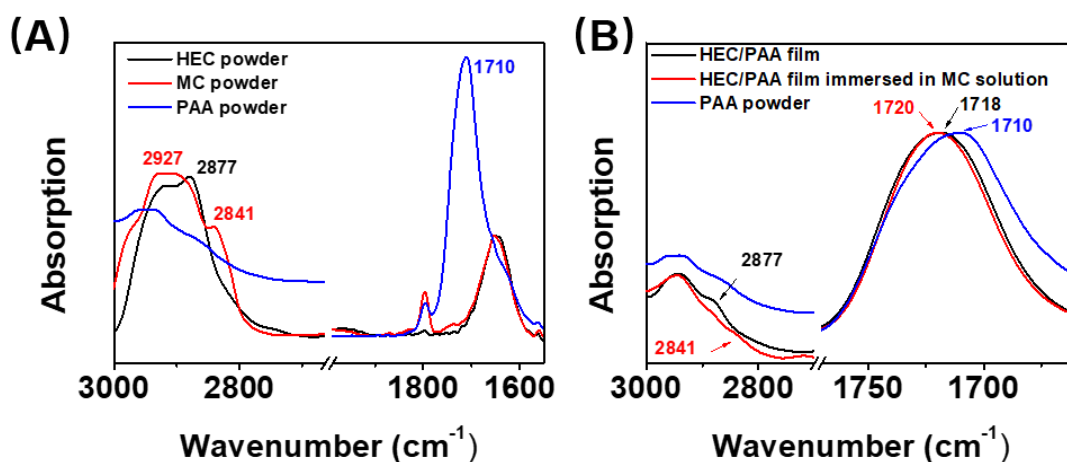 (A)
HEC powder
MC powder
PAA powder
1710
2927
2877
2841
Absorption
3000
2800
1800
1600
Wavenumber (cm-1)
(B)
HEC/PAA film
HEC/PAA film immersed in MC solution
PAA powder
1720
1718
1710
2877
2841
Absorption
3000
2800
1750
1700
Wavenumber (cm-1)